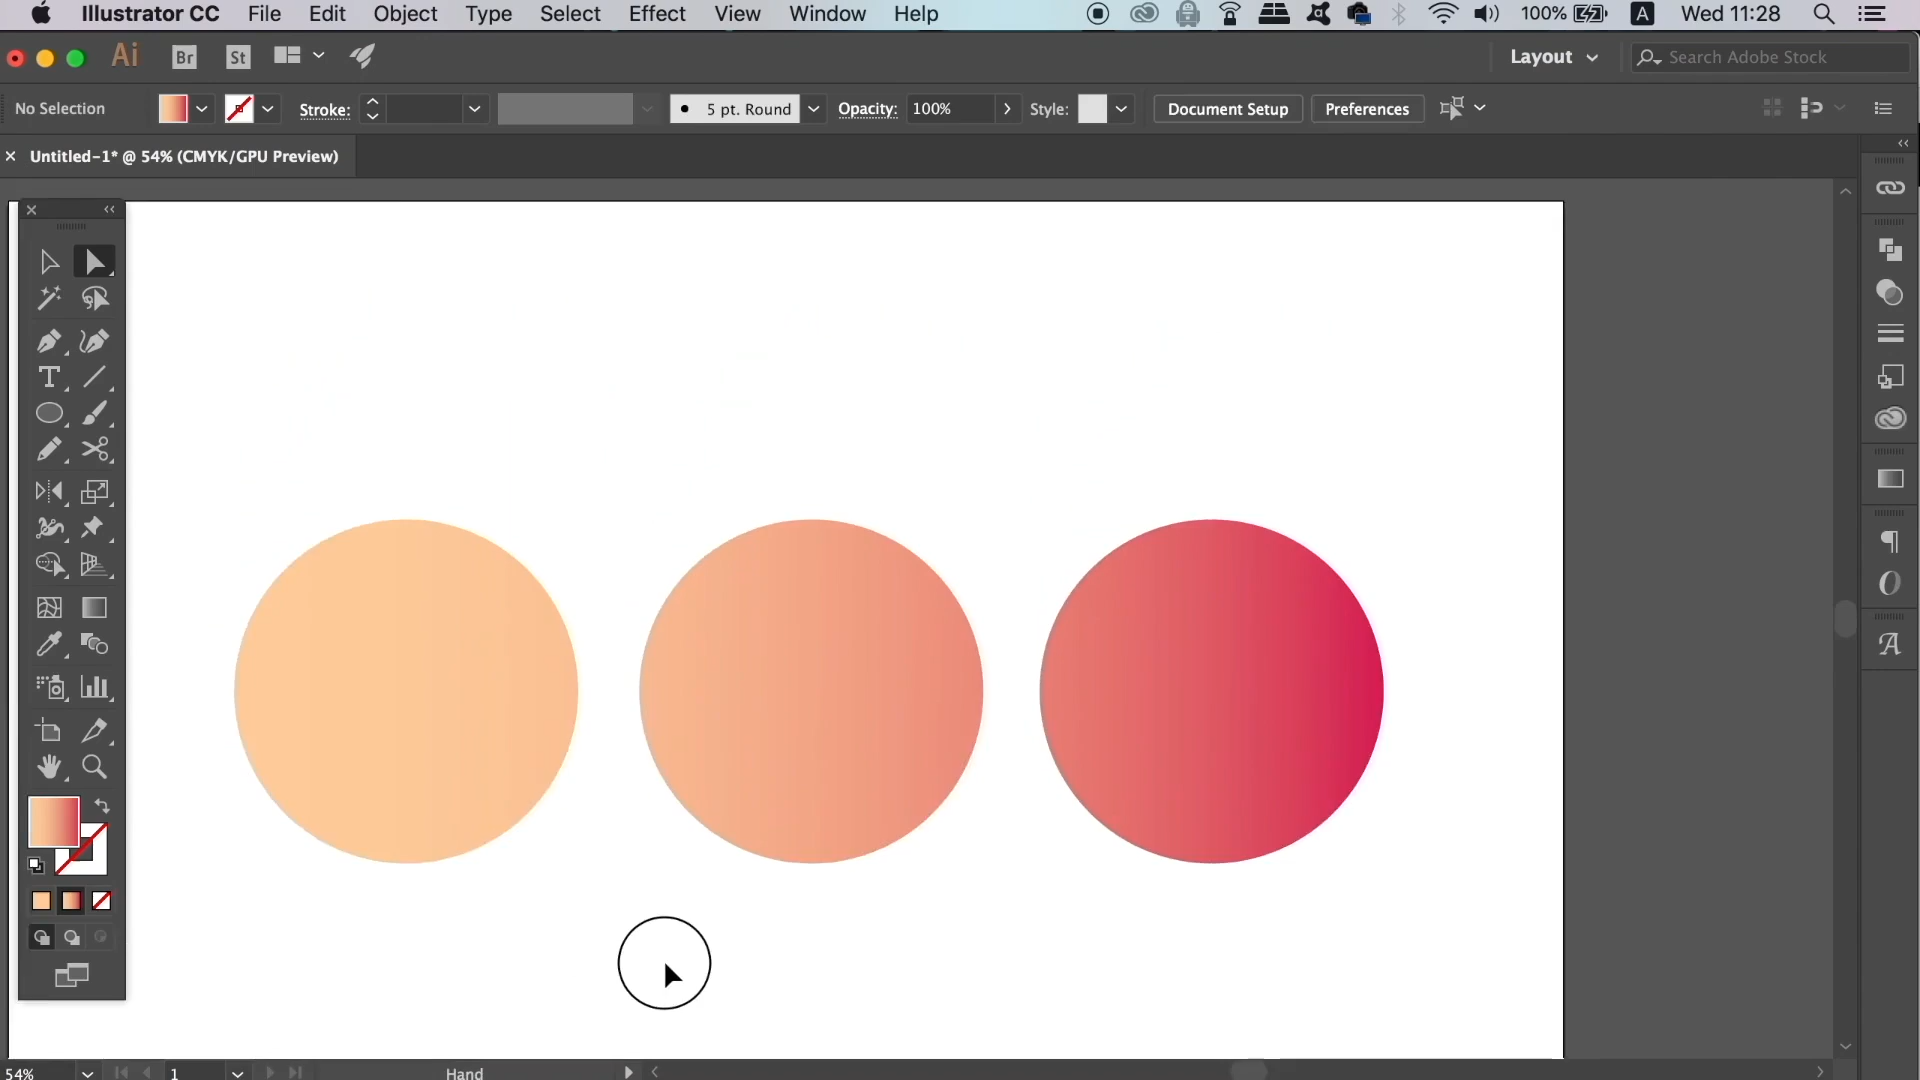 Illustrator CC File Edit Object Type Select Effect View Window Help 100% A Wed 11:28
Ai Br St Layout Search Adobe Stock
No Selection Stroke: 5 pt. Round Opacity: 100% Style: Document Setup Preferences
Untitled-1* @ 54% (CMYK/GPU Preview)
54% 1 Hand